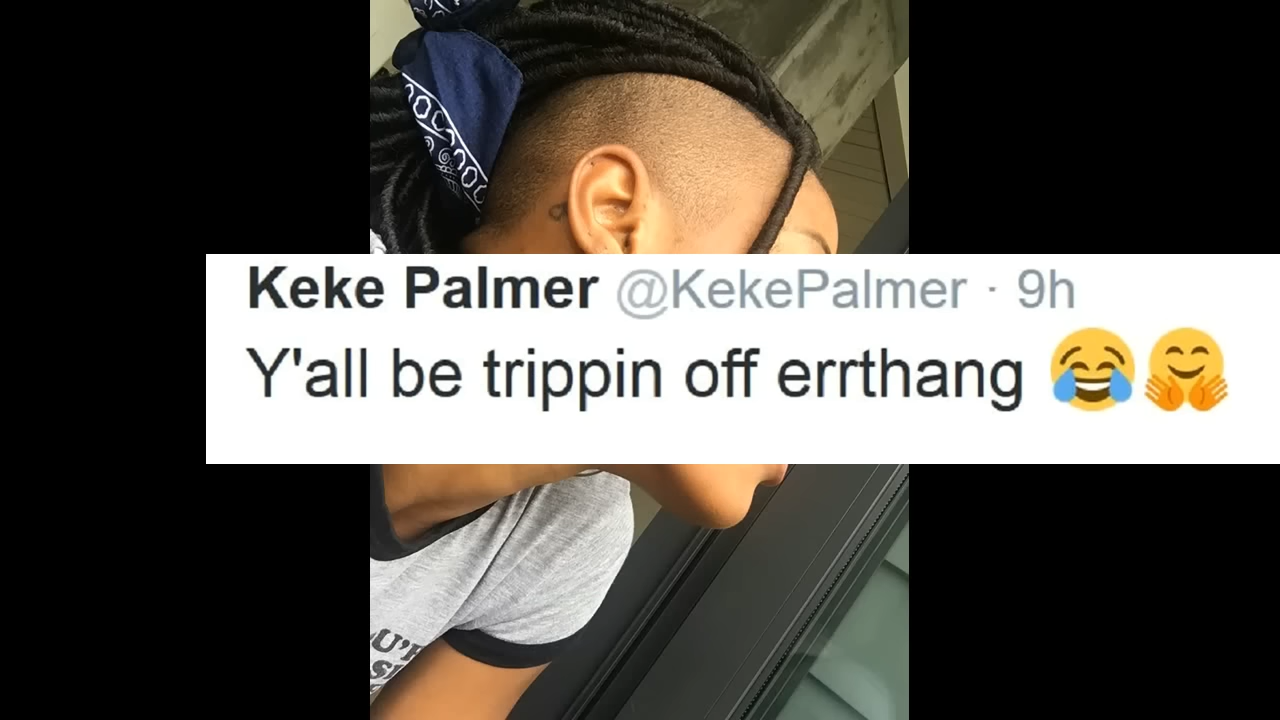 Keke Palmer @KekePalmer · 9h
Y'all be trippin off errthang 😂🤗